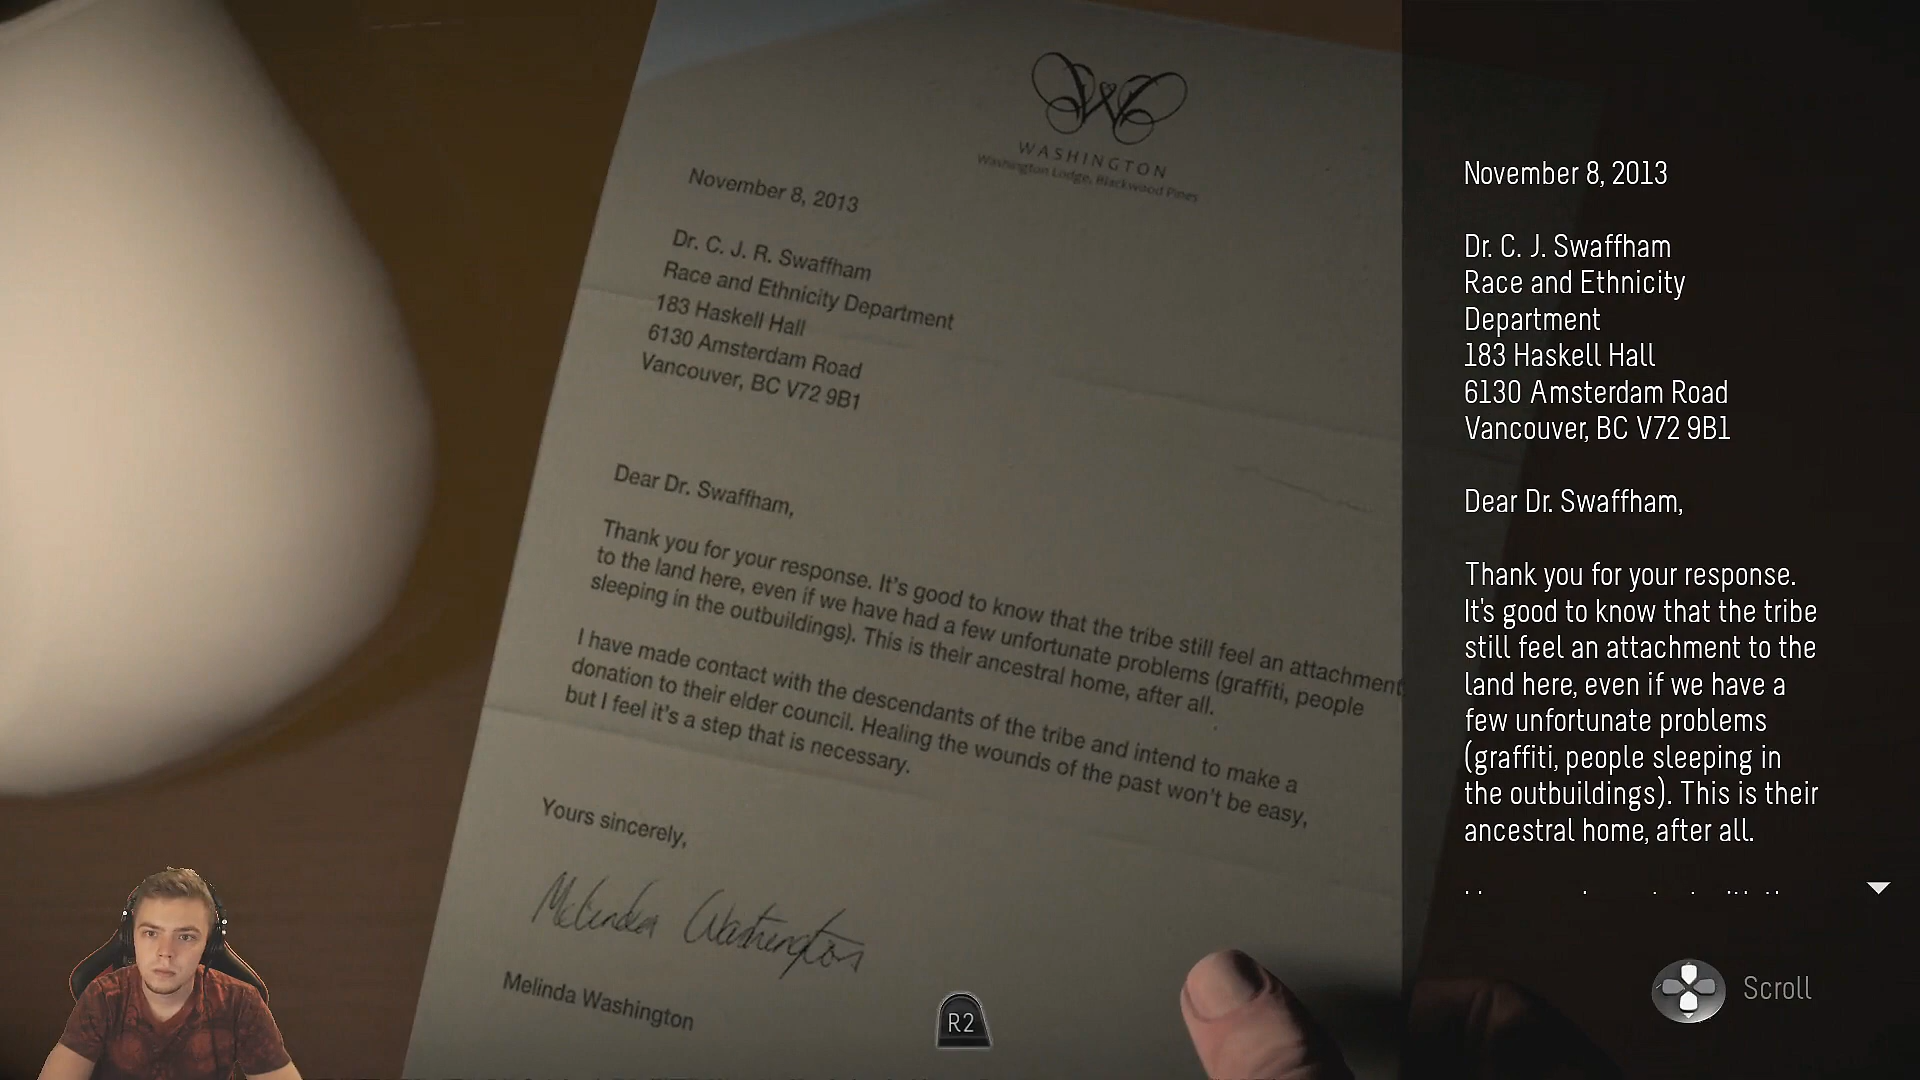 WASHINGTON
Washington Lodge, Blackwood Pines
November 8, 2013
Dr. C. J. R. Swaffham
Race and Ethnicity Department
183 Haskell Hall
6130 Amsterdam Road
Vancouver, BC V72 9B1
Dear Dr. Swaffham,
Thank you for your response. It's good to know that the tribe still feel an attachment
to the land here, even if we have had a few unfortunate problems (graffiti, people
sleeping in the outbuildings). This is their ancestral home, after all.
I have made contact with the descendants of the tribe and intend to make a
donation to their elder council. Healing the wounds of the past won't be easy,
but I feel it's a step that is necessary.
Yours sincerely,
Melinda Washington
Melinda Washington
R2
November 8, 2013
Dr. C. J. Swaffham
Race and Ethnicity
Department
183 Haskell Hall
6130 Amsterdam Road
Vancouver, BC V72 9B1
Dear Dr. Swaffham,
Thank you for your response.
It's good to know that the tribe
still feel an attachment to the
land here, even if we have a
few unfortunate problems
(graffiti, people sleeping in
the outbuildings). This is their
ancestral home, after all.
Scroll